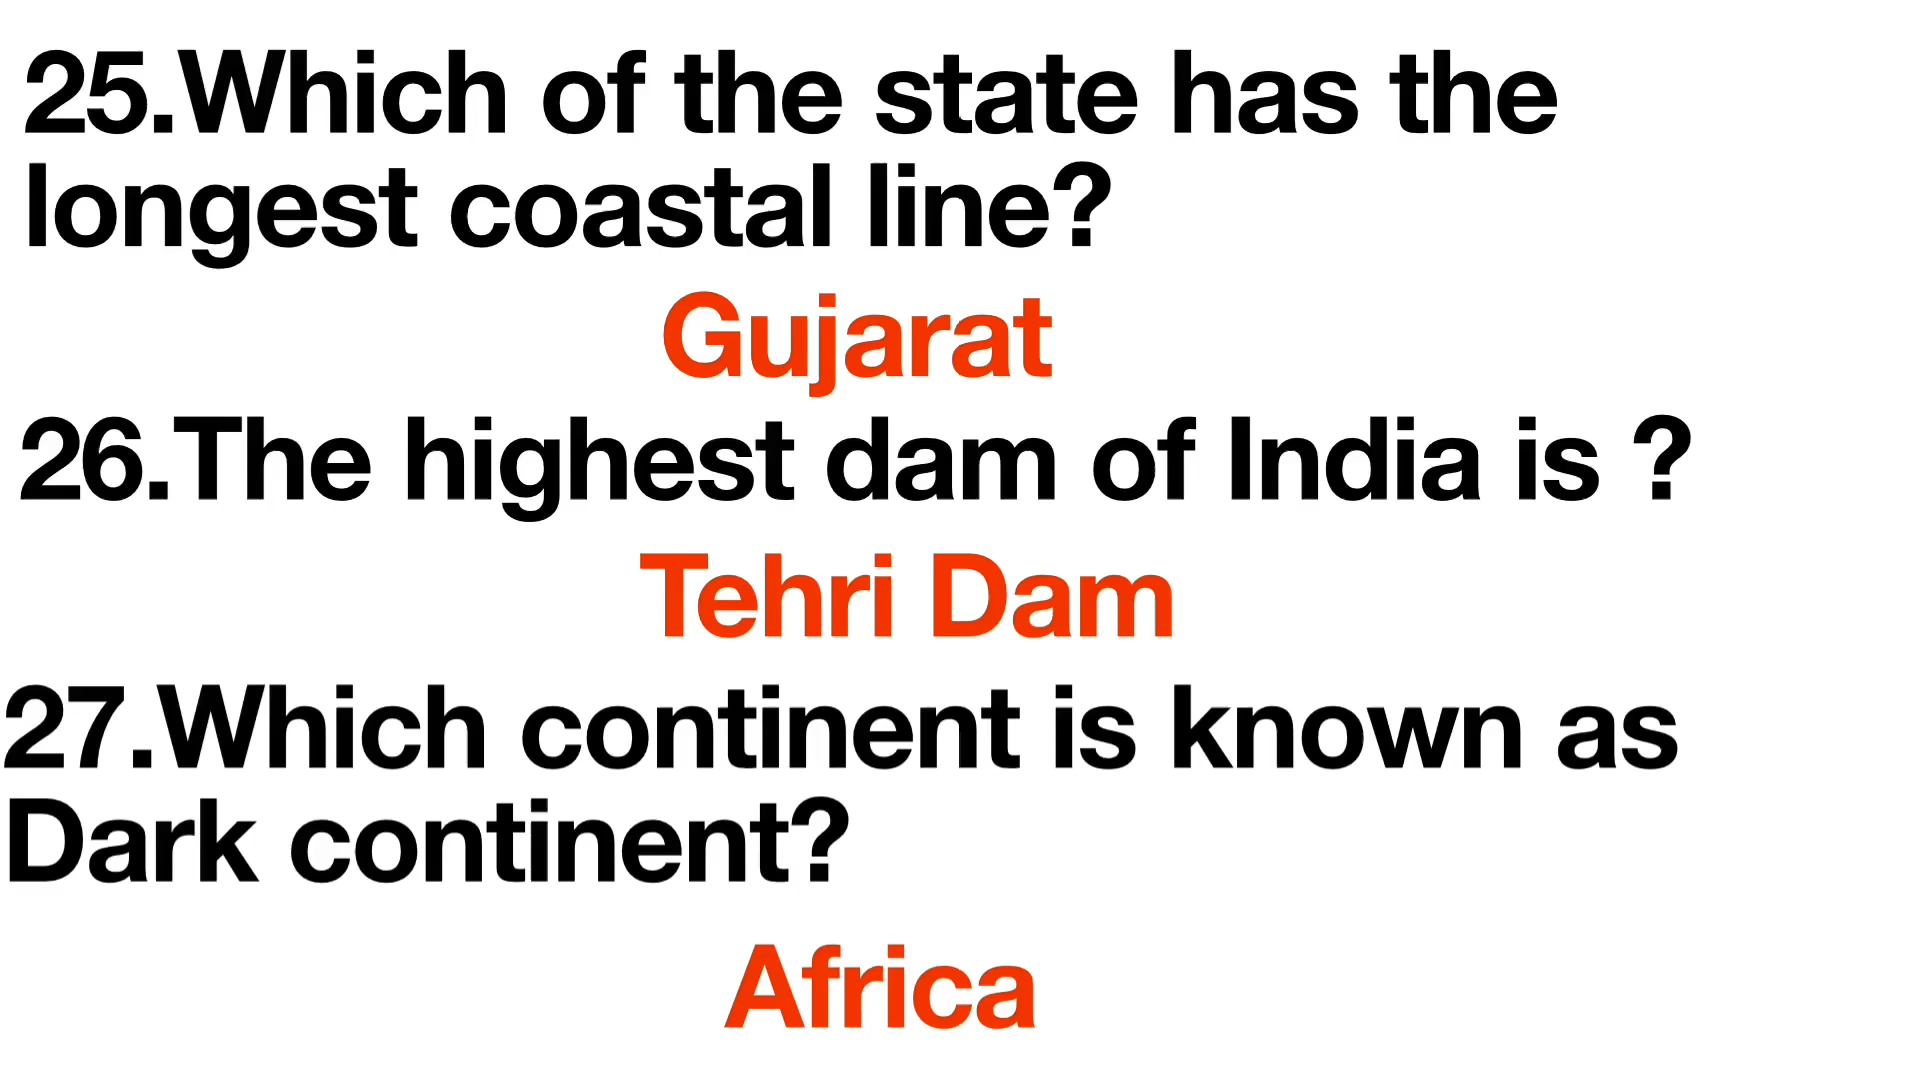 25.Which of the state has the
longest coastal line?
Gujarat
26.The highest dam of India is ?
Tehri Dam
27.Which continent is known as
Dark continent?
Africa